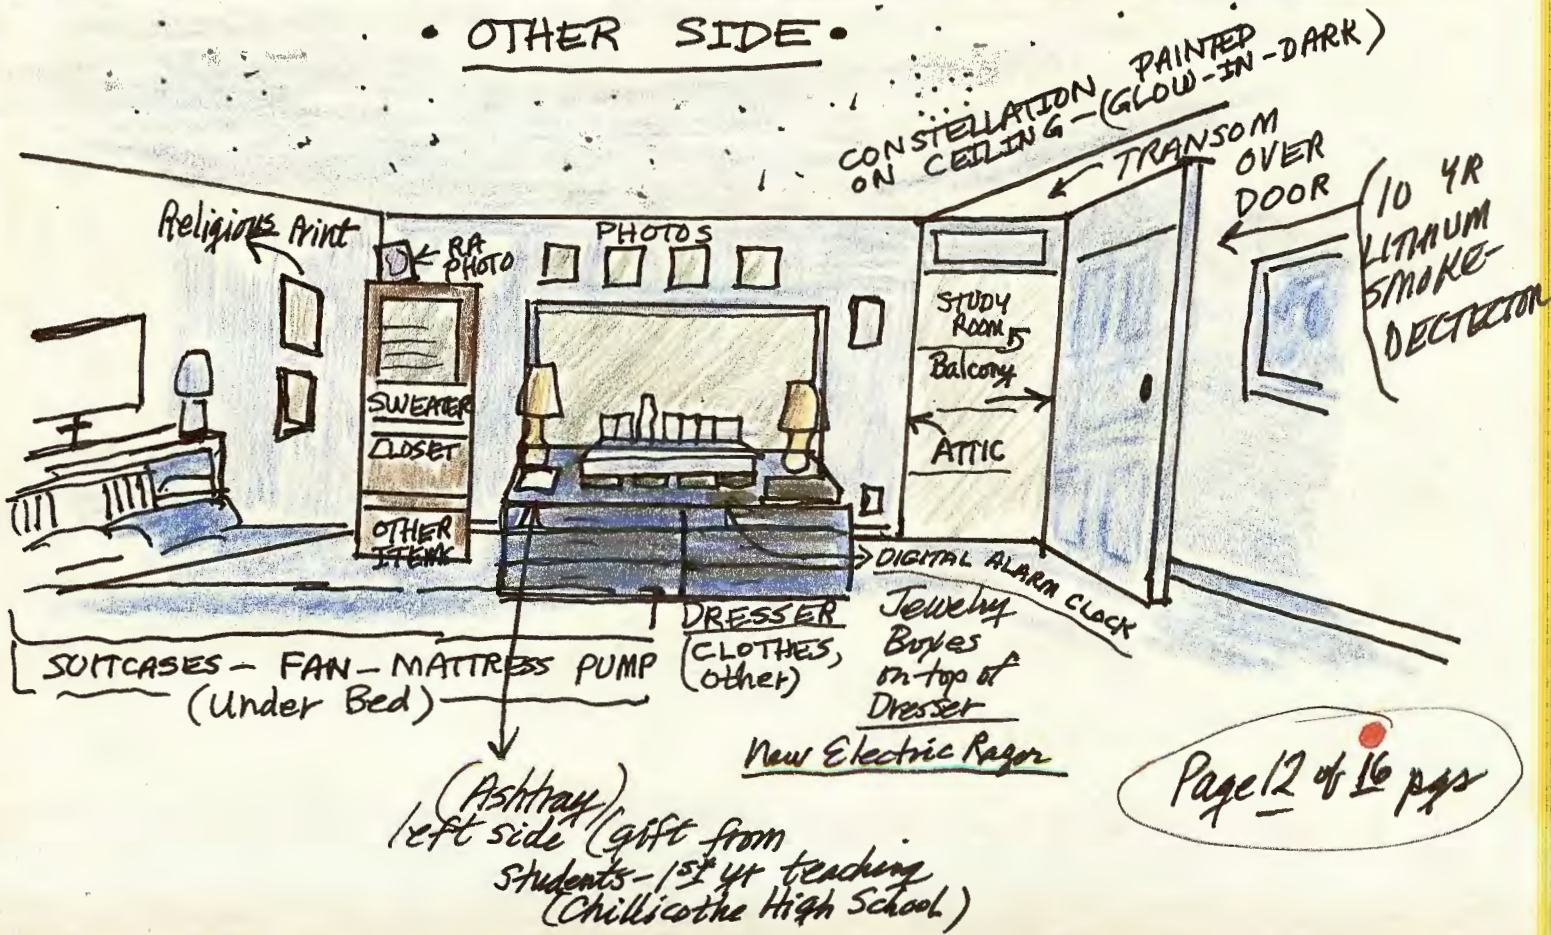 • OTHER SIDE •
CONSTELLATION PAINTED
ON CEILING - (GLOW-IN-DARK)
TRANSOM
OVER
DOOR
10 YR
LITHIUM
SMOKE-
DECTECTOR
Religious Print
RA
PHOTO
PHOTOS
STUDY
ROOM
Balcony
ATTIC
SWEATER
CLOSET
OTHER
ITEMS
DIGITAL ALARM CLOCK
SUITCASES - FAN - MATTRESS PUMP
(Under Bed)
DRESSER
(CLOTHES,
other)
Jewelry
Boxes
on top of
Dresser
New Electric Razor
(Ashtray)
left side (gift from
students - 1st yr teaching
(Chillicothe High School)
Page 12 of 16 pgs